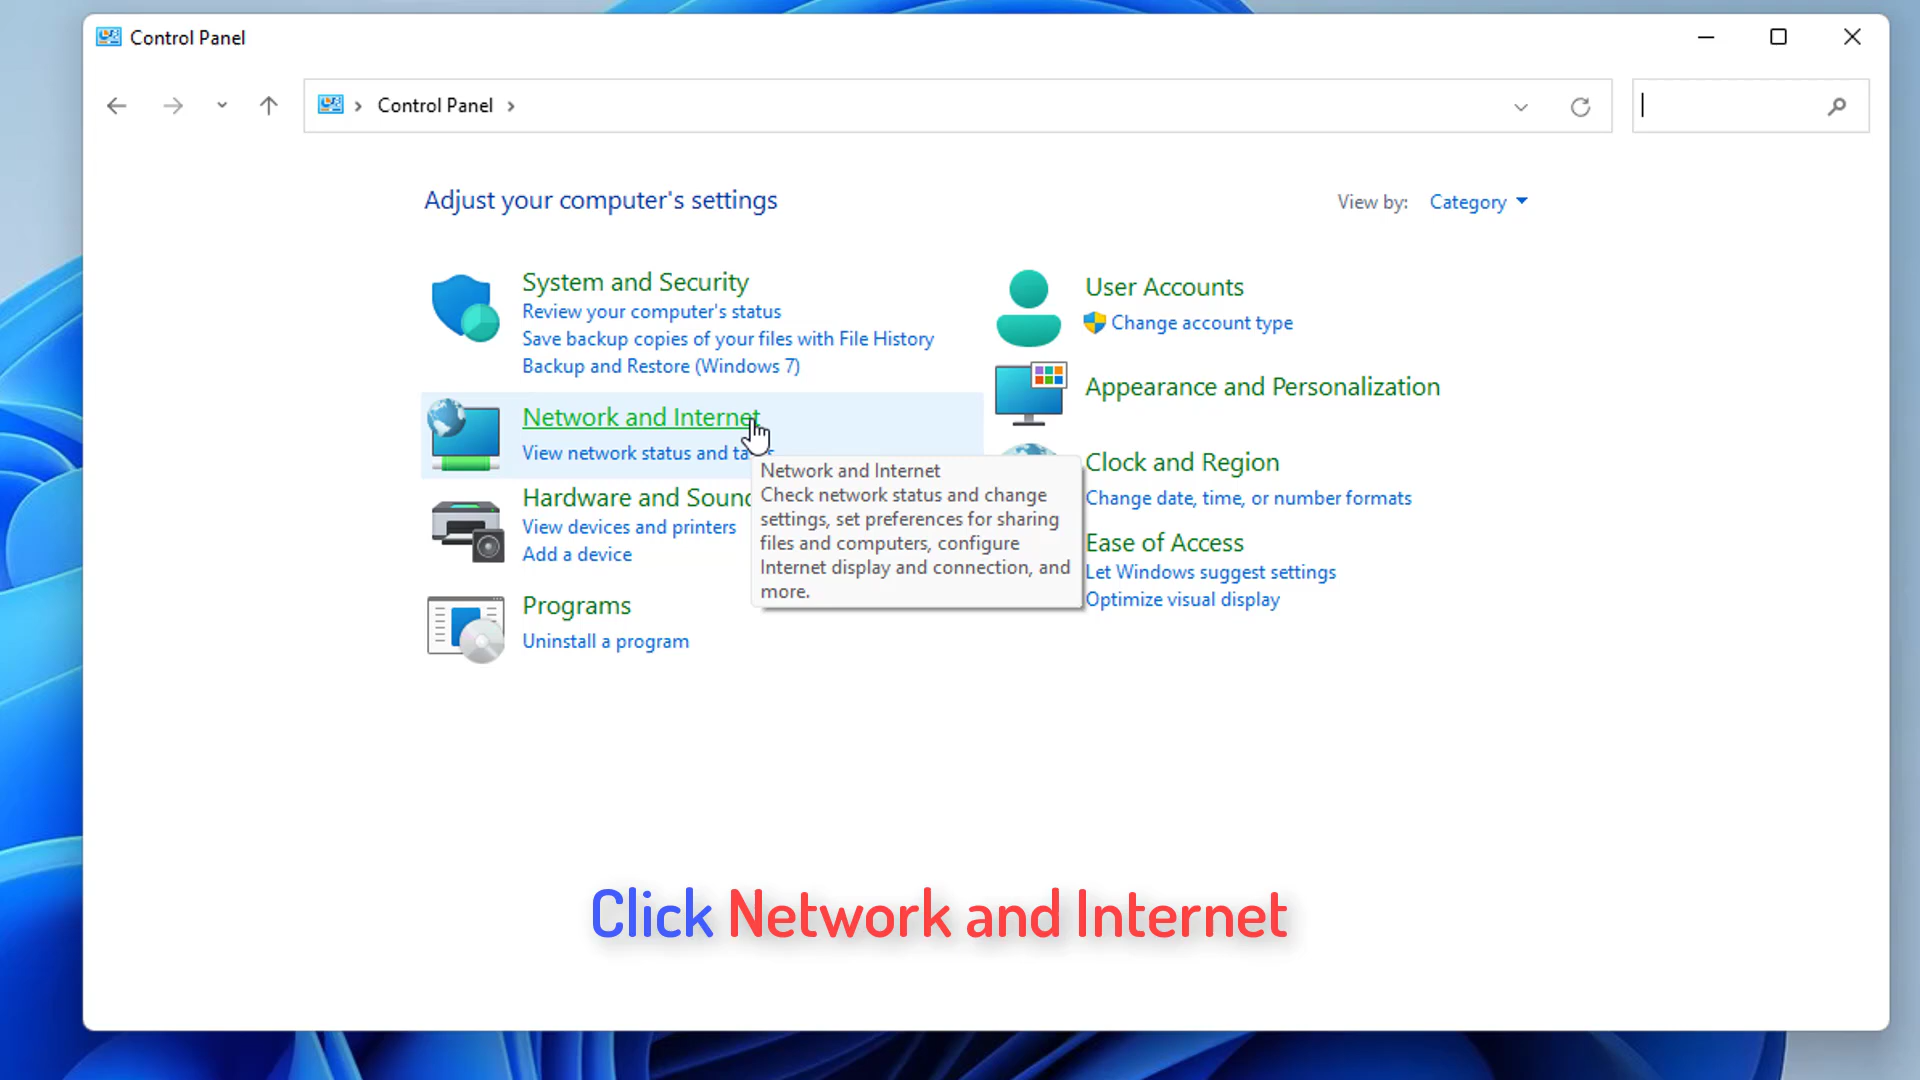 Control Panel
Control Panel
Adjust your computer's settings
View by: Category
System and Security
Review your computer's status
Save backup copies of your files with File History
Backup and Restore (Windows 7)
Network and Internet
View network status and
Hardware and Sound
View devices and printers
Add a device
Programs
Uninstall a program
Network and Internet
Check network status and change
settings, set preferences for sharing
files and computers, configure
Internet display and connection, and
more.
User Accounts
Change account type
Appearance and Personalization
Clock and Region
Change date, time, or number formats
Ease of Access
Let Windows suggest settings
Optimize visual display
Click Network and Internet